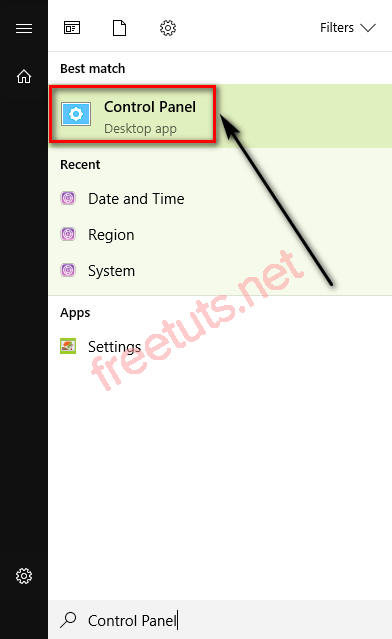 Filters
Best match
Control Panel
Desktop app
Recent
Date and Time
Region
System
Apps
Settings
freetuts.net
Control Panel